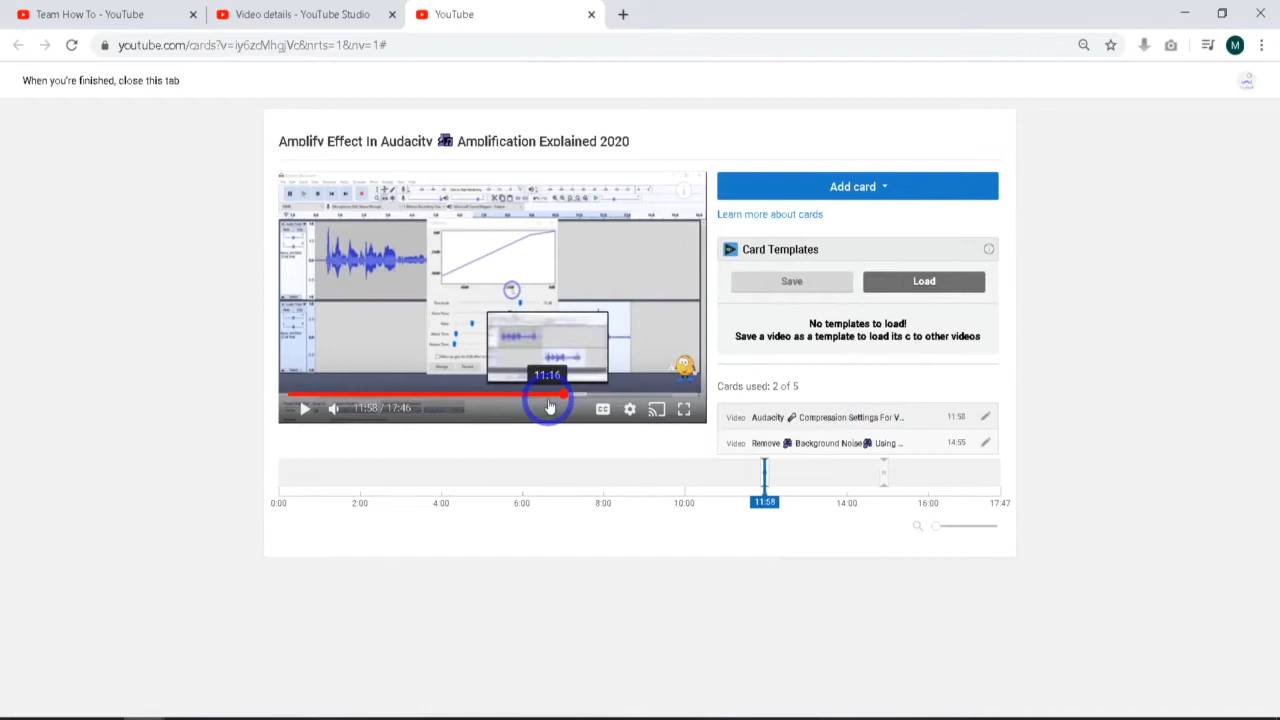 Team How To - YouTube
Video details - YouTube Studio
YouTube
youtube.com/cards?v=iy6zcMhgjVc&nrts=1&nv=1#
M
When you're finished, close this tab
Amplify Effect In Audacity Amplification Explained 2020
Add card
Learn more about cards
Card Templates
Save
Load
No templates to load!
Save a video as a template to load its c to other videos
11:16
11:58 / 17:46
CC
Cards used: 2 of 5
Video Audacity Compression Settings For V.. 11:58
Video Remove Background Noise Using ... 14:55
0:00 2:00 4:00 6:00 8:00 10:00 11:58 14:00 16:00 17:47